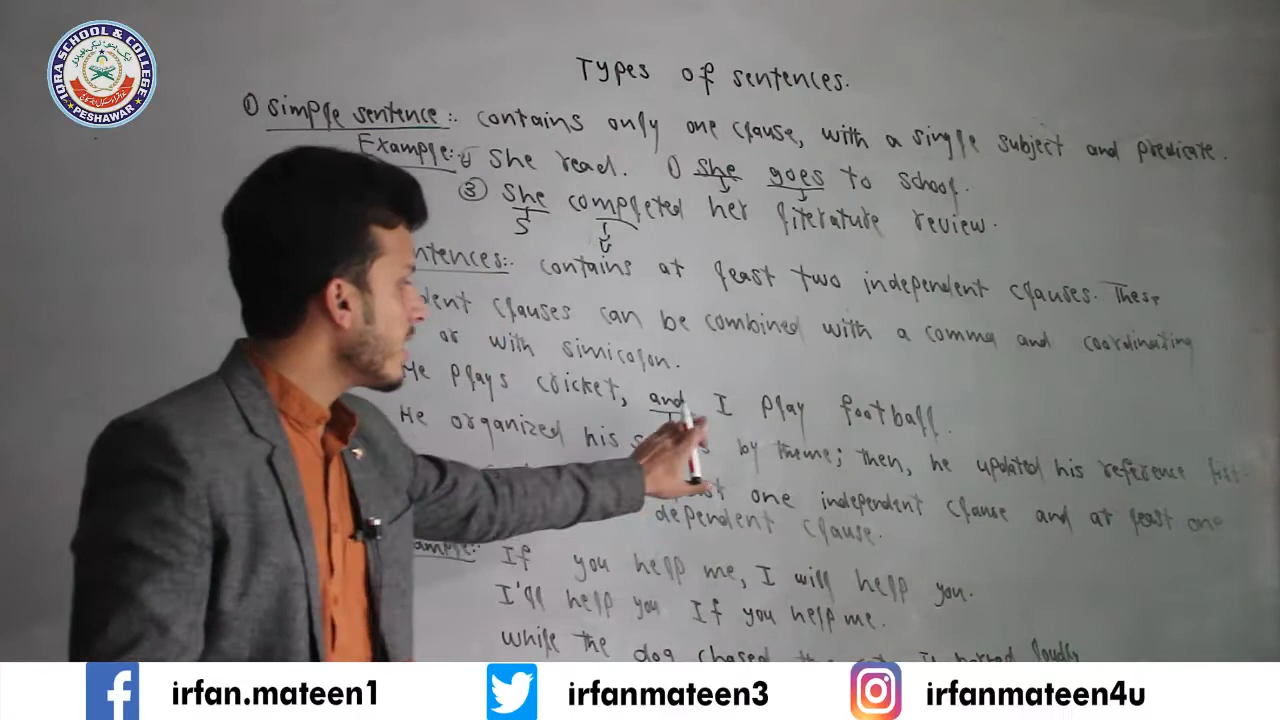 IQRA SCHOOL & COLLEGE
PESHAWAR
Types of sentences.
① simple sentence:. contains only one clause, with a single subject and predicate.
Example:. She read. ① she goes to school.
③ She completed her literature review.
S
ntences:. contains at least two independent clauses. These
dent clauses can be combined with a comma and coordinating
or with simicolon.
He plays cricket, and I play football.
He organized his by theme; then, he updated his reference list.
one independent clause and at least one
dependent clause.
ample:. If you help me, I will help you.
I'll help you If you help me.
while the dog chased the barked loudly
irfan.mateen1 irfanmateen3 irfanmateen4u